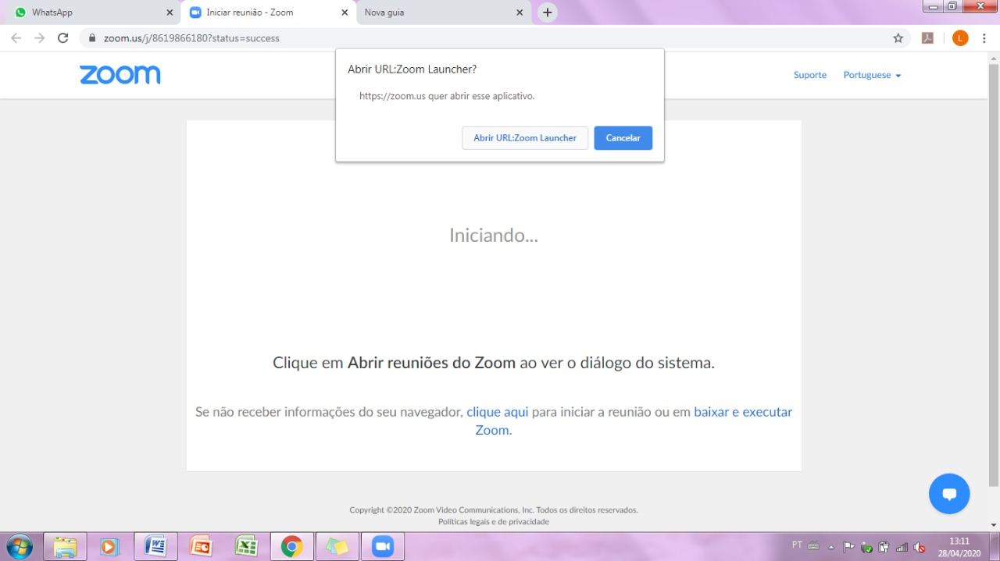 WhatsApp
Iniciar reunião - Zoom
Nova guia
zoom.us/j/8619866180?status=success
L
zoom
Suporte
Portuguese
Abrir URL:Zoom Launcher?
https://zoom.us quer abrir esse aplicativo.
Abrir URL:Zoom Launcher
Cancelar
Iniciando...
Clique em Abrir reuniões do Zoom ao ver o diálogo do sistema.
Se não receber informações do seu navegador, clique aqui para iniciar a reunião ou em baixar e executar
Zoom.
Copyright ©2020 Zoom Video Communications, Inc. Todos os direitos reservados.
Políticas legais e de privacidade
PT
13:11
28/04/2020